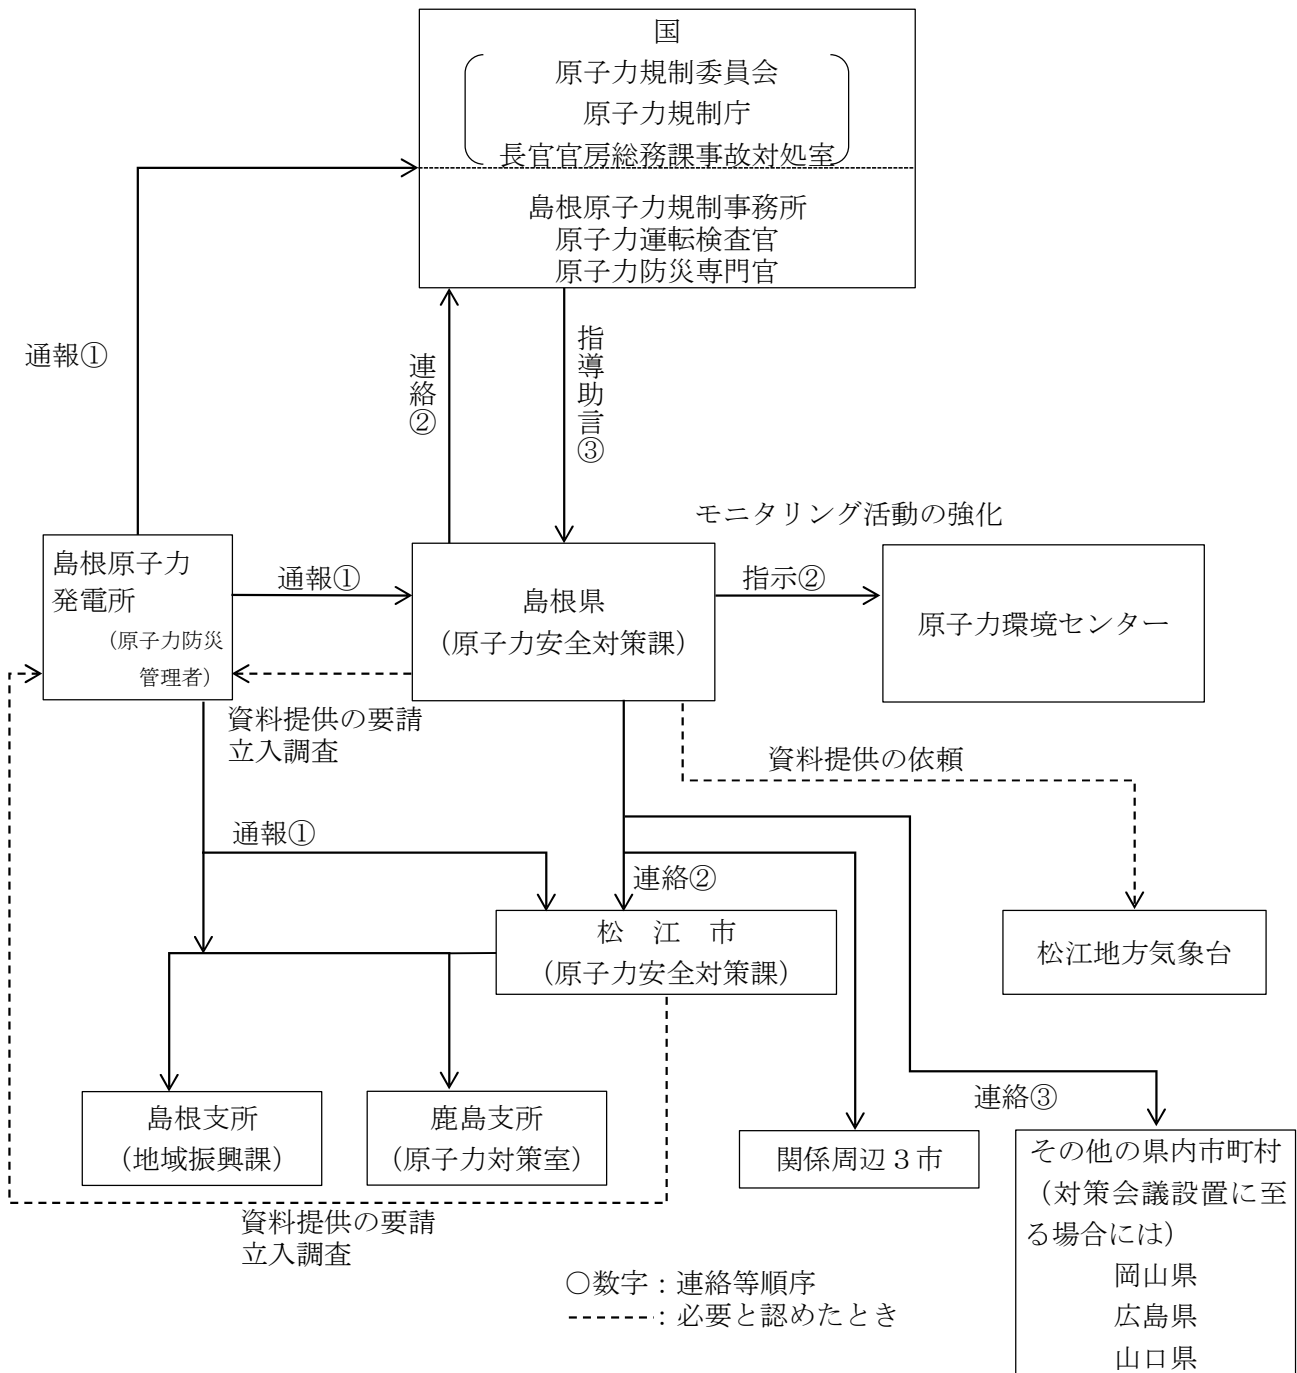 国
原子力規制委員会
原子力規制庁
長官官房総務課事故対処室
島根原子力規制事務所
原子力運転検査官
原子力防災専門官
通報①
連絡②
指導助言③
モニタリング活動の強化
島根原子力
発電所
(原子力防災
管理者)
通報①
島根県
(原子力安全対策課)
指示②
原子力環境センター
資料提供の要請
立入調査
資料提供の依頼
通報①
連絡②
松　江　市
(原子力安全対策課)
松江地方気象台
連絡③
島根支所
(地域振興課)
鹿島支所
(原子力対策室)
関係周辺３市
その他の県内市町村
（対策会議設置に至
る場合には）
岡山県
広島県
山口県
資料提供の要請
立入調査
○数字：連絡等順序
-----：必要と認めたとき